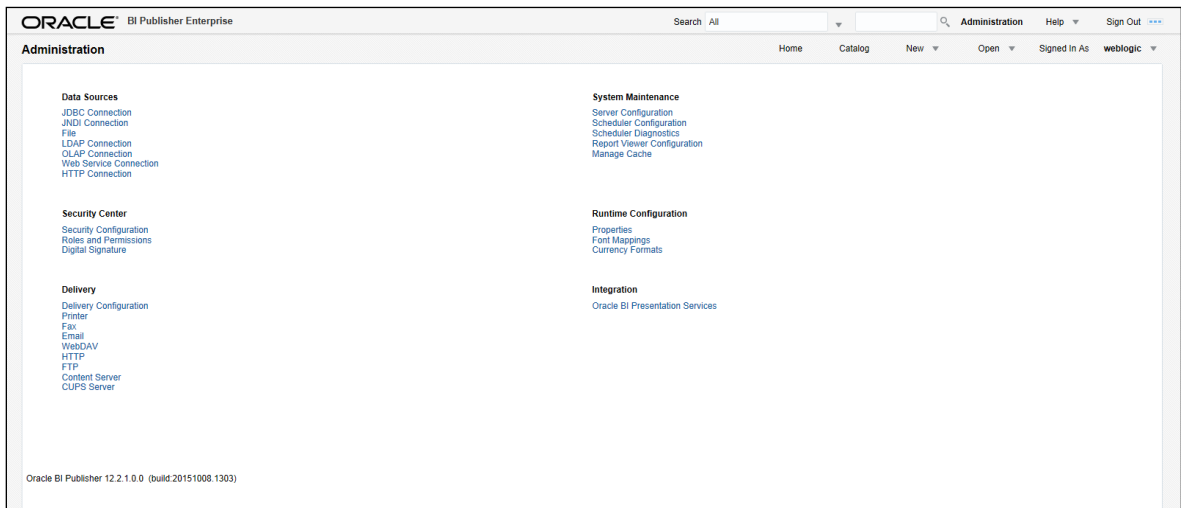 ORACLE® BI Publisher Enterprise Search All Administration Help Sign Out
Administration Home Catalog New Open Signed In As weblogic
Data Sources
JDBC Connection
JNDI Connection
File
LDAP Connection
OLAP Connection
Web Service Connection
HTTP Connection
System Maintenance
Server Configuration
Scheduler Configuration
Scheduler Diagnostics
Report Viewer Configuration
Manage Cache
Security Center
Security Configuration
Roles and Permissions
Digital Signature
Runtime Configuration
Properties
Font Mappings
Currency Formats
Delivery
Delivery Configuration
Printer
Fax
Email
WebDAV
HTTP
FTP
Content Server
CUPS Server
Integration
Oracle BI Presentation Services
Oracle BI Publisher 12.2.1.0.0 (build:20151008.1303)